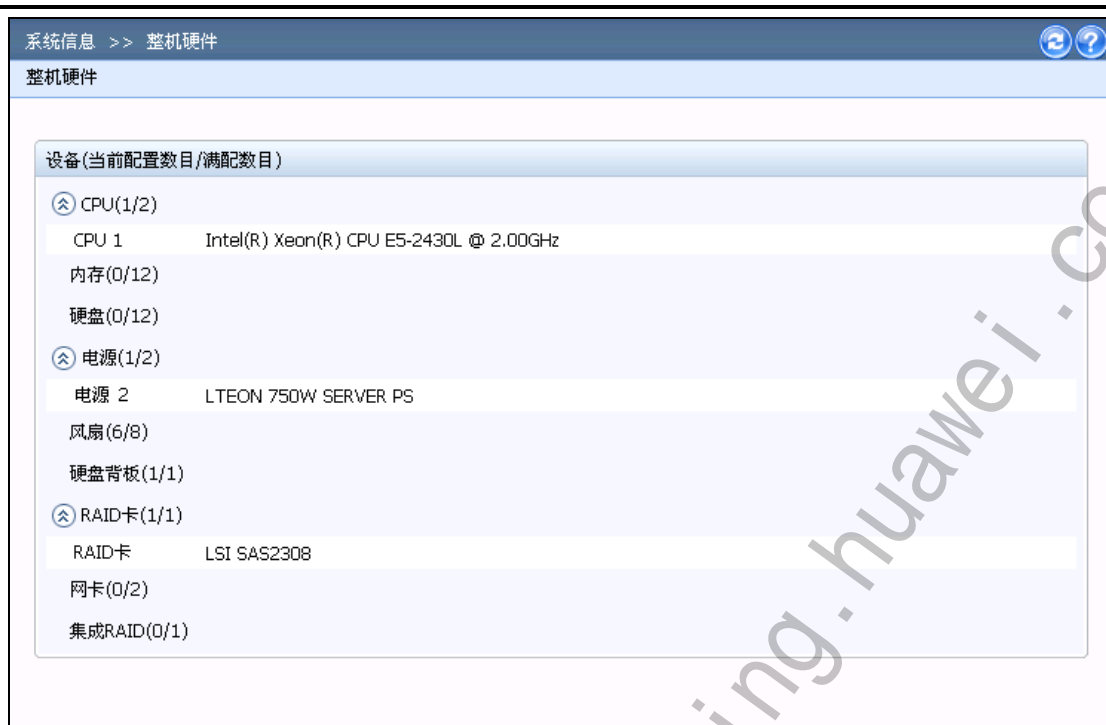 系统信息 >> 整机硬件
整机硬件
设备(当前配置数目/满配数目)
CPU(1/2)
CPU 1 Intel(R) Xeon(R) CPU E5-2430L @ 2.00GHz
内存(0/12)
硬盘(0/12)
电源(1/2)
电源 2 LTEON 750W SERVER PS
风扇(6/8)
硬盘背板(1/1)
RAID卡(1/1)
RAID卡 LSI SAS2308
网卡(0/2)
集成RAID(0/1)
ing.huawei.co